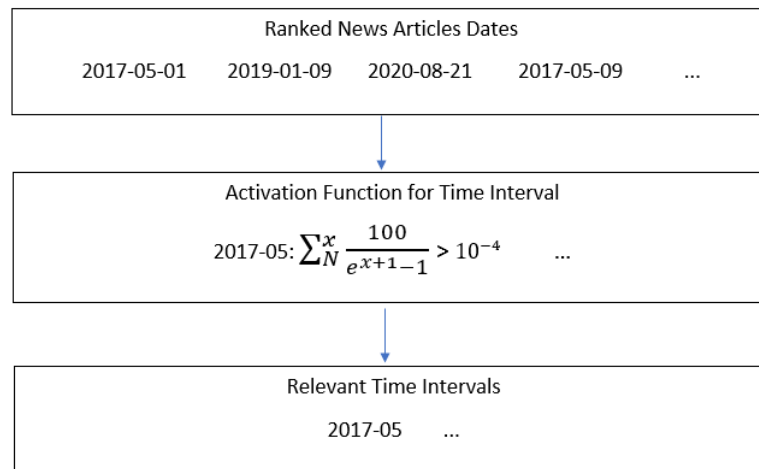 Ranked News Articles Dates
2017-05-01 2019-01-09 2020-08-21 2017-05-09 ...
Activation Function for Time Interval
2017-05: ∑_N^x 100/(e^{x+1}−1) > 10^{−4} ...
Relevant Time Intervals
2017-05 ...